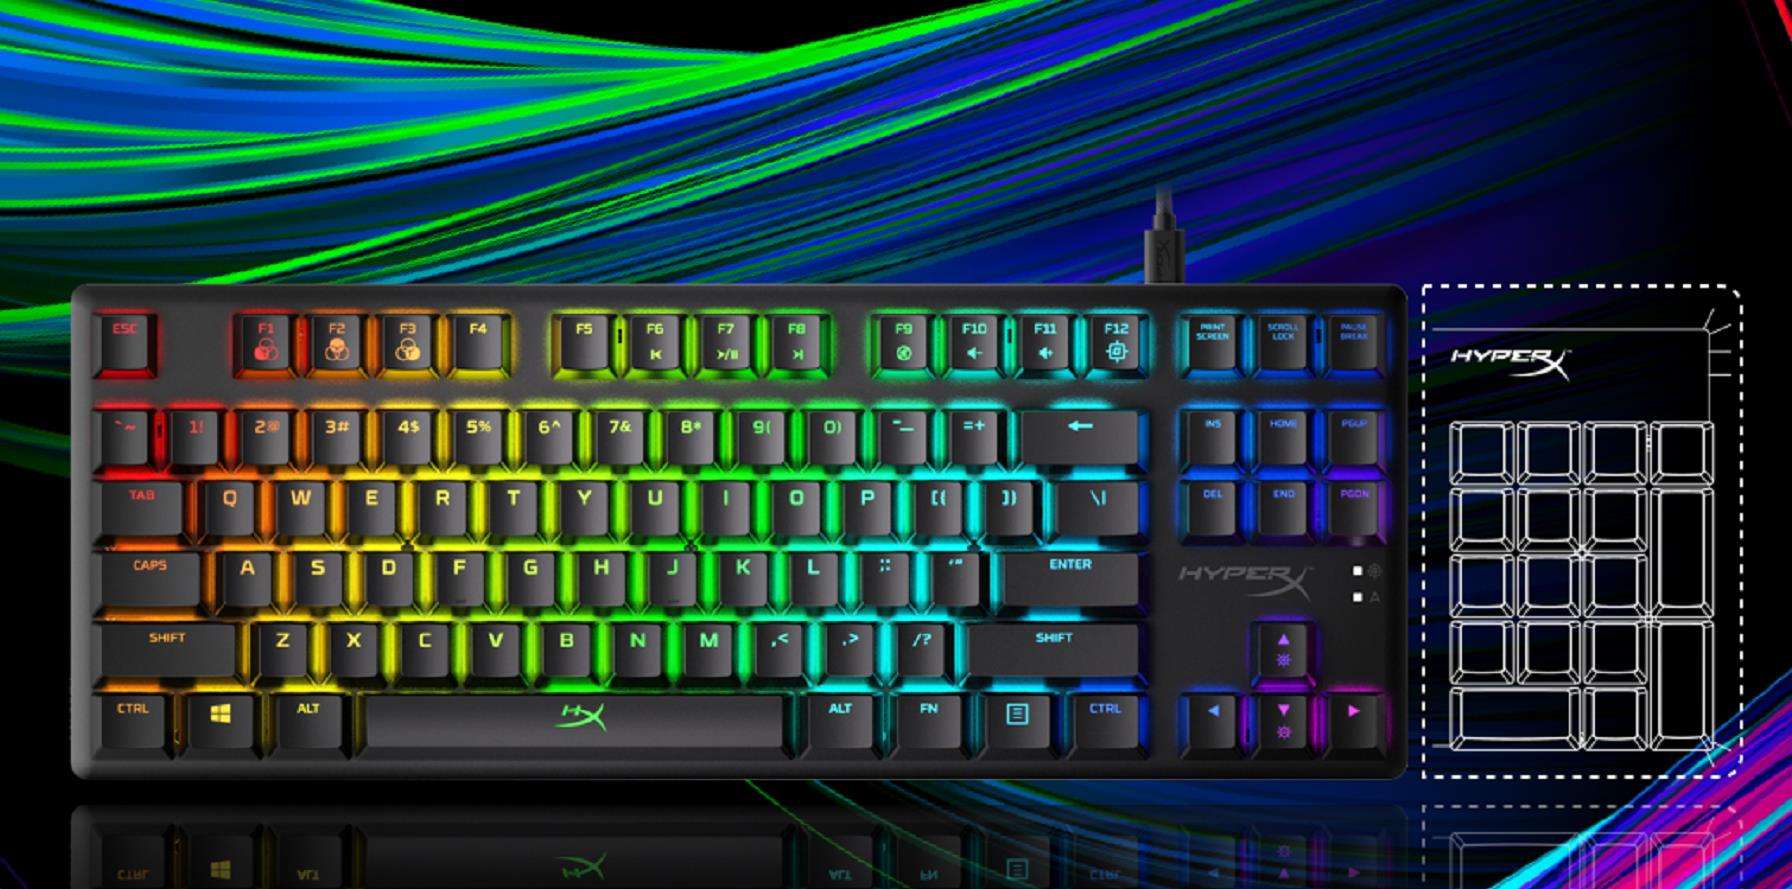 ESC F1 F2 F3 F4 F5 F6 F7 F8 F9 F10 F11 F12 PRINT SCREEN SCROLL LOCK PAUSE BREAK
HYPERX
`~ 1! 2@ 3# 4$ 5% 6^ 7& 8* 9( 0) -_ =+ INS HOME PGUP
TAB Q W E R T Y U I O P [{ ]} \| DEL END PGDN
CAPS A S D F G H J K L ;: '" ENTER
HYPERX
A
SHIFT Z X C V B N M ,< .> /? SHIFT
CTRL ALT HX ALT FN CTRL